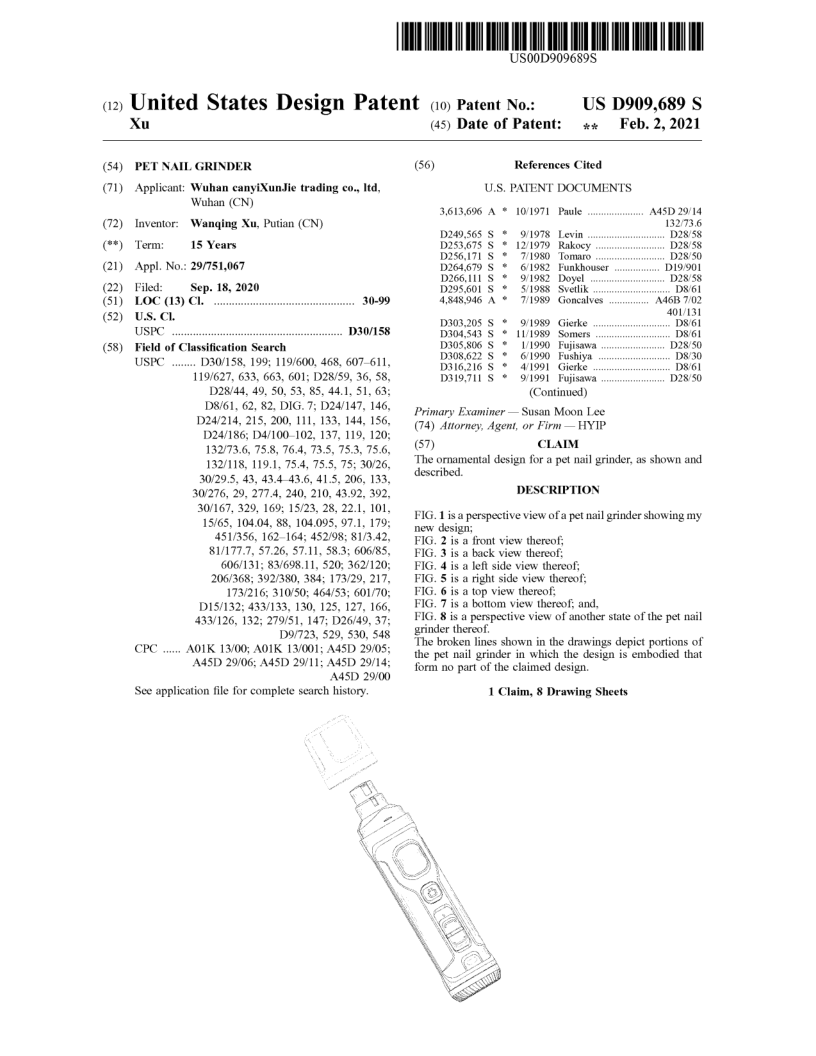 US00D909689S
(12) United States Design Patent
Xu
(10) Patent No.: US D909,689 S
(45) Date of Patent: ** Feb. 2, 2021
(54) PET NAIL GRINDER
(71) Applicant: Wuhan canyiXunJie trading co., ltd,
Wuhan (CN)
(72) Inventor: Wanqing Xu, Putian (CN)
(**) Term: 15 Years
(21) Appl. No.: 29/751,067
(22) Filed: Sep. 18, 2020
(51) LOC (13) Cl. ................................................ 30-99
(52) U.S. Cl.
USPC ......................................................... D30/158
(58) Field of Classification Search
USPC ........ D30/158, 199; 119/600, 468, 607–611,
119/627, 633, 663, 601; D28/59, 36, 58,
D28/44, 49, 50, 53, 85, 44.1, 51, 63;
D8/61, 62, 82, DIG. 7; D24/147, 146,
D24/214, 215, 200, 111, 133, 144, 156,
D24/186; D4/100–102, 137, 119, 120;
132/73.6, 75.8, 76.4, 73.5, 75.3, 75.6,
132/118, 119.1, 75.4, 75.5, 75; 30/26,
30/29.5, 43, 43.4–43.6, 41.5, 206, 133,
30/276, 29, 277.4, 240, 210, 43.92, 392,
30/167, 329, 169; 15/23, 28, 22.1, 101,
15/65, 104.04, 88, 104.095, 97.1, 179;
451/356, 162–164; 452/98; 81/3.42,
81/177.7, 57.26, 57.11, 58.3; 606/85,
606/131; 83/698.11, 520; 362/120;
206/368; 392/380, 384; 173/29, 217,
173/216; 310/50; 464/53; 601/70;
D15/132; 433/133, 130, 125, 127, 166,
433/126, 132; 279/51, 147; D26/49, 37;
D9/723, 529, 530, 548
CPC ...... A01K 13/00; A01K 13/001; A45D 29/05;
A45D 29/06; A45D 29/11; A45D 29/14;
A45D 29/00
See application file for complete search history.
(56) References Cited
U.S. PATENT DOCUMENTS
3,613,696 A * 10/1971 Paule ..................... A45D 29/14
132/73.6
D249,565 S * 9/1978 Levin ............................ D28/58
D253,675 S * 12/1979 Rakocy ......................... D28/58
D256,171 S * 7/1980 Tomaro ......................... D28/50
D264,679 S * 6/1982 Funkhouser ................. D19/901
D266,111 S * 9/1982 Doyel ........................... D28/58
D295,601 S * 5/1988 Svetlik ............................ D8/61
4,848,946 A * 7/1989 Goncalves .............. A46B 7/02
401/131
D303,205 S * 9/1989 Gierke ............................ D8/61
D304,543 S * 11/1989 Somers .......................... D8/61
D305,806 S * 1/1990 Fujisawa ....................... D28/50
D308,622 S * 6/1990 Fushiya .......................... D8/30
D316,216 S * 4/1991 Gierke ............................ D8/61
D319,711 S * 9/1991 Fujisawa ....................... D28/50
(Continued)
Primary Examiner — Susan Moon Lee
(74) Attorney, Agent, or Firm — HYIP
(57) CLAIM
The ornamental design for a pet nail grinder, as shown and
described.
DESCRIPTION
FIG. 1 is a perspective view of a pet nail grinder showing my
new design;
FIG. 2 is a front view thereof;
FIG. 3 is a back view thereof;
FIG. 4 is a left side view thereof;
FIG. 5 is a right side view thereof;
FIG. 6 is a top view thereof;
FIG. 7 is a bottom view thereof; and,
FIG. 8 is a perspective view of another state of the pet nail
grinder thereof.
The broken lines shown in the drawings depict portions of
the pet nail grinder in which the design is embodied that
form no part of the claimed design.
1 Claim, 8 Drawing Sheets